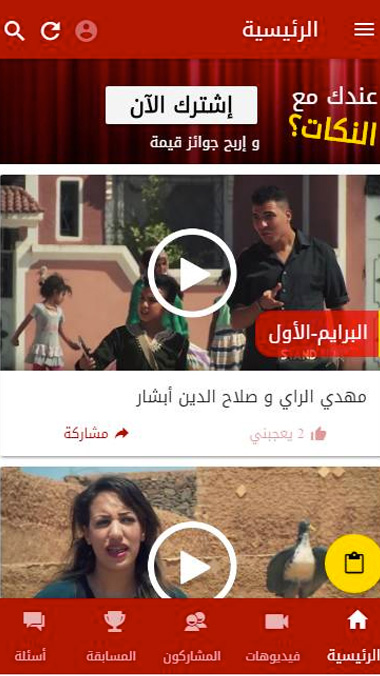 الرئيسية
عندك مع
النكات؟
إشترك الآن
و إربح جوائز قيمة
البرايم-الأول
مهدي الراي و صلاح الدين أبشار
2 يعجبني
مشاركة
الرئيسية
فيديوهات
المشاركون
المسابقة
أسئلة